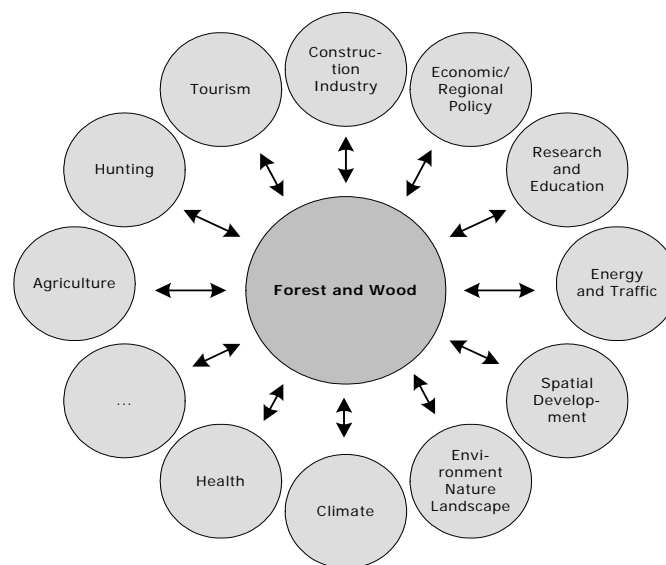 Construc-
tion
Industry
Economic/
Regional
Policy
Research
and
Education
Energy
and Traffic
Spatial
Develop-
ment
Envi-
ronment
Nature
Landscape
Climate
Health
...
Agriculture
Hunting
Tourism
Forest and Wood